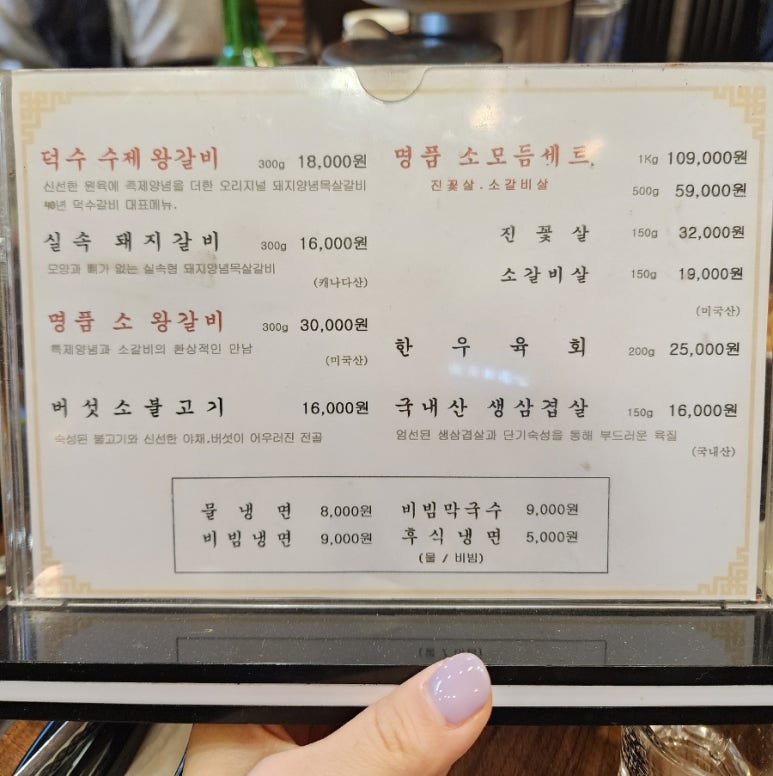 덕수 수제 왕갈비 300g 18,000원
신선한 원육에 족제양념을 더한 오리지널 돼지양념목살갈비
40년 덕수갈비 대표메뉴.
실속 돼지갈비 300g 16,000원
모양과 뼈가 없는 실속형 돼지양념목살갈비
(캐나다산)
명품 소 왕갈비 300g 30,000원
특제양념과 소갈비의 환상적인 만남
(미국산)
버섯소불고기 16,000원
숙성된 불고기와 신선한 야채.버섯이 어우러진 전골
명품 소모듬세트 1Kg 109,000원
진꽃살.소갈비살 500g 59,000원
진꽃살 150g 32,000원
소갈비살 150g 19,000원
(미국산)
한우육회 200g 25,000원
국내산 생삼겹살 150g 16,000원
엄선된 생삼겹살과 단기숙성을 통해 부드러운 육질
(국내산)
물냉면 8,000원 비빔막국수 9,000원
비빔냉면 9,000원 후식냉면 5,000원
(물 / 비빔)